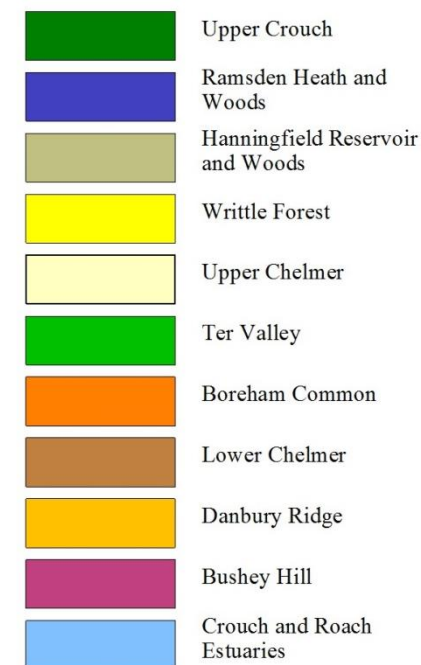 Upper Crouch
Ramsden Heath and
Woods
Hanningfield Reservoir
and Woods
Writtle Forest
Upper Chelmer
Ter Valley
Boreham Common
Lower Chelmer
Danbury Ridge
Bushey Hill
Crouch and Roach
Estuaries